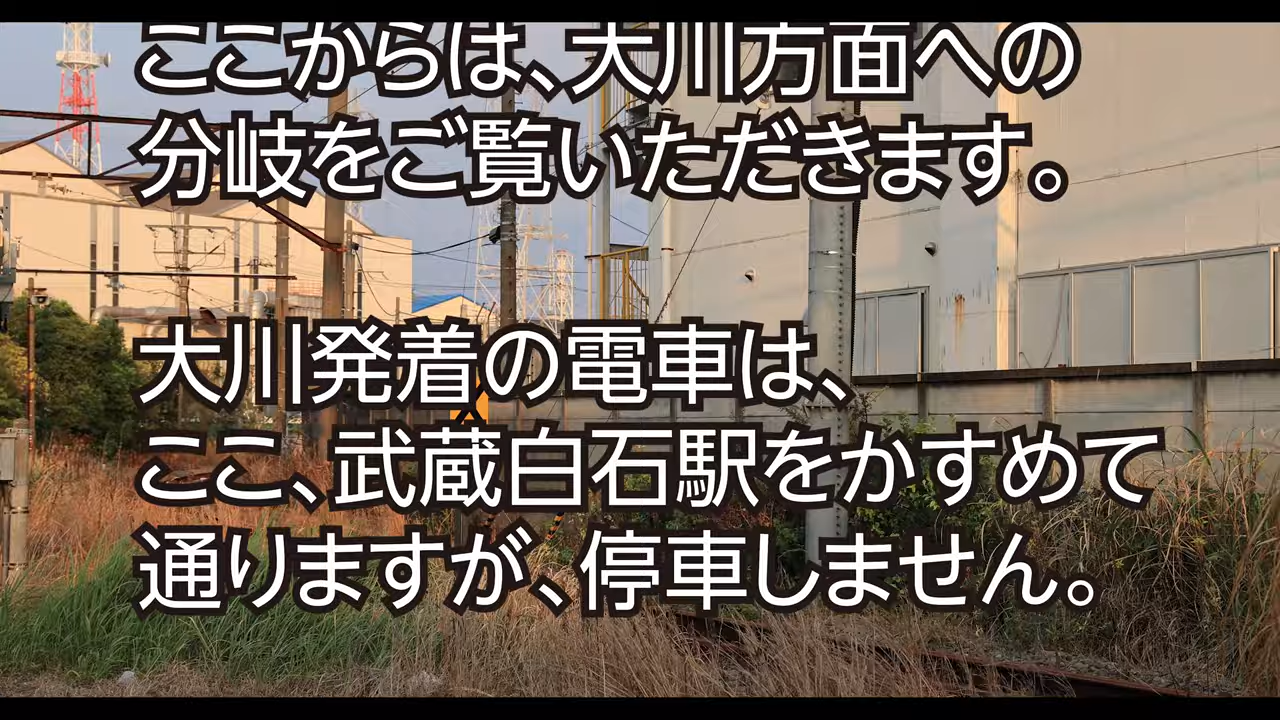 ここからは、大川方面への
分岐をご覧いただきます。
大川発着の電車は、
ここ、武蔵白石駅をかすめて
通りますが、停車しません。